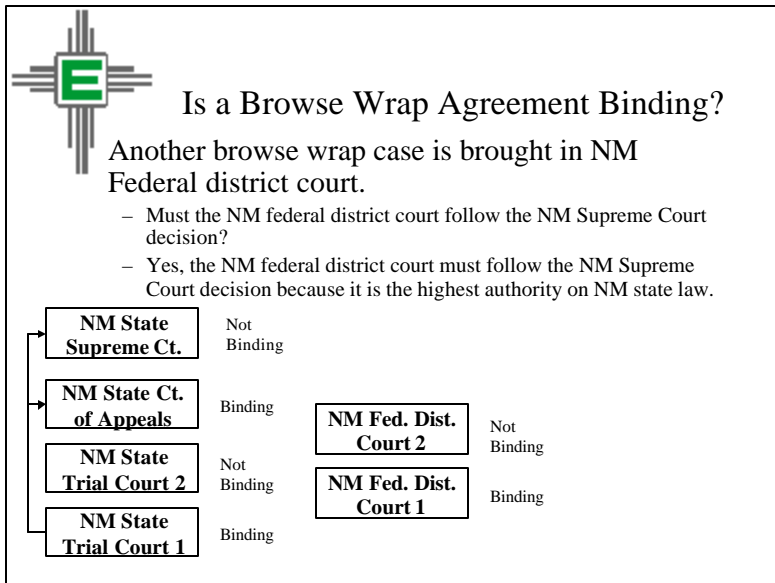 E
Is a Browse Wrap Agreement Binding?
Another browse wrap case is brought in NM
Federal district court.
– Must the NM federal district court follow the NM Supreme Court
decision?
– Yes, the NM federal district court must follow the NM Supreme
Court decision because it is the highest authority on NM state law.
NM State
Supreme Ct.
Not
Binding
NM State Ct.
of Appeals
Binding
NM State
Trial Court 2
Not
Binding
NM State
Trial Court 1
Binding
NM Fed. Dist.
Court 2
Not
Binding
NM Fed. Dist.
Court 1
Binding